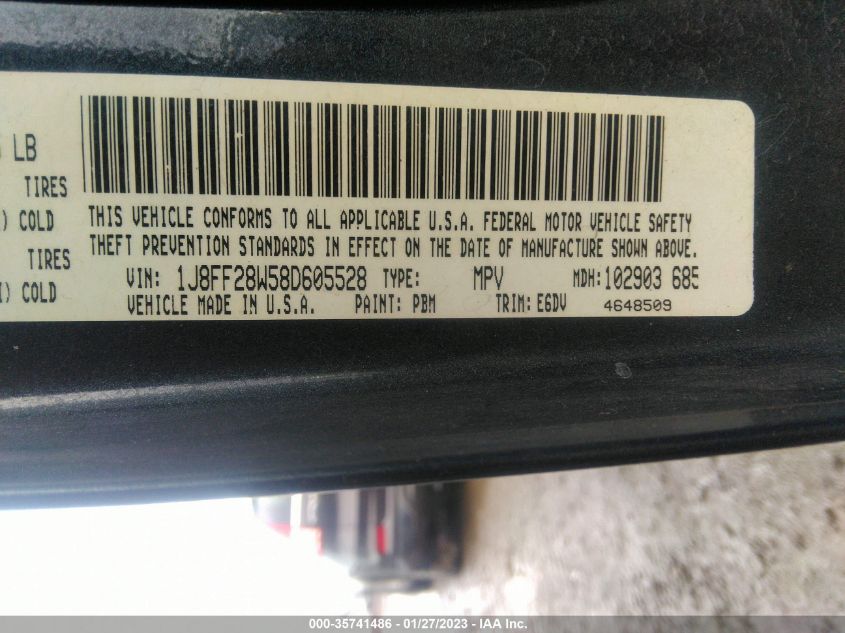 LB
TIRES
) COLD
TIRES
) COLD
THIS VEHICLE CONFORMS TO ALL APPLICABLE U.S.A. FEDERAL MOTOR VEHICLE SAFETY
THEFT PREVENTION STANDARDS IN EFFECT ON THE DATE OF MANUFACTURE SHOWN ABOVE.
VIN: 1J8FF28W58D605528 TYPE: MPV MDH:102903 685
VEHICLE MADE IN U.S.A. PAINT: PBM TRIM: E6DV 4648509
000-35741486 - 01/27/2023 - IAA Inc.